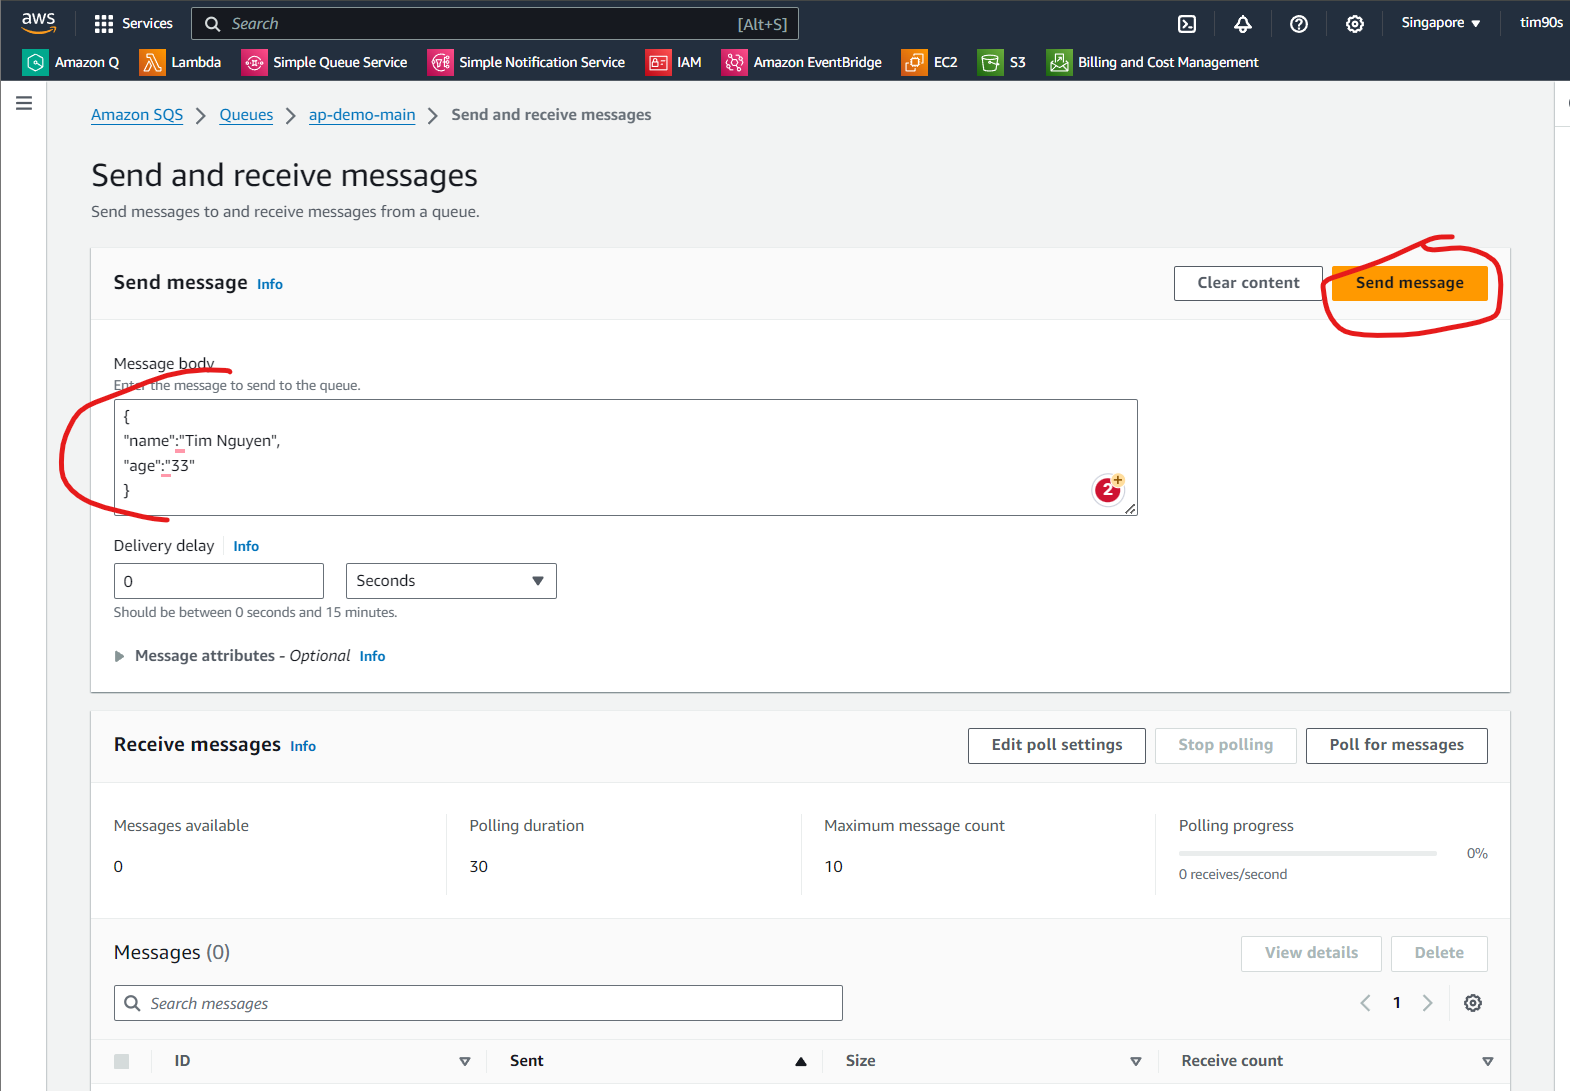 aws
Services
Search
[Alt+S]
Singapore
tim90s
Amazon Q
Lambda
Simple Queue Service
Simple Notification Service
IAM
Amazon EventBridge
EC2
S3
Billing and Cost Management
Amazon SQS
Queues
ap-demo-main
Send and receive messages
Send and receive messages
Send messages to and receive messages from a queue.
Send message Info
Clear content
Send message
Message body
Enter the message to send to the queue.
{
"name":"Tim Nguyen",
"age":"33"
}
2+
Delivery delay Info
0
Seconds
Should be between 0 seconds and 15 minutes.
Message attributes - Optional Info
Receive messages Info
Edit poll settings
Stop polling
Poll for messages
Messages available
0
Polling duration
30
Maximum message count
10
Polling progress
0%
0 receives/second
Messages (0)
View details
Delete
Search messages
1
ID
Sent
Size
Receive count